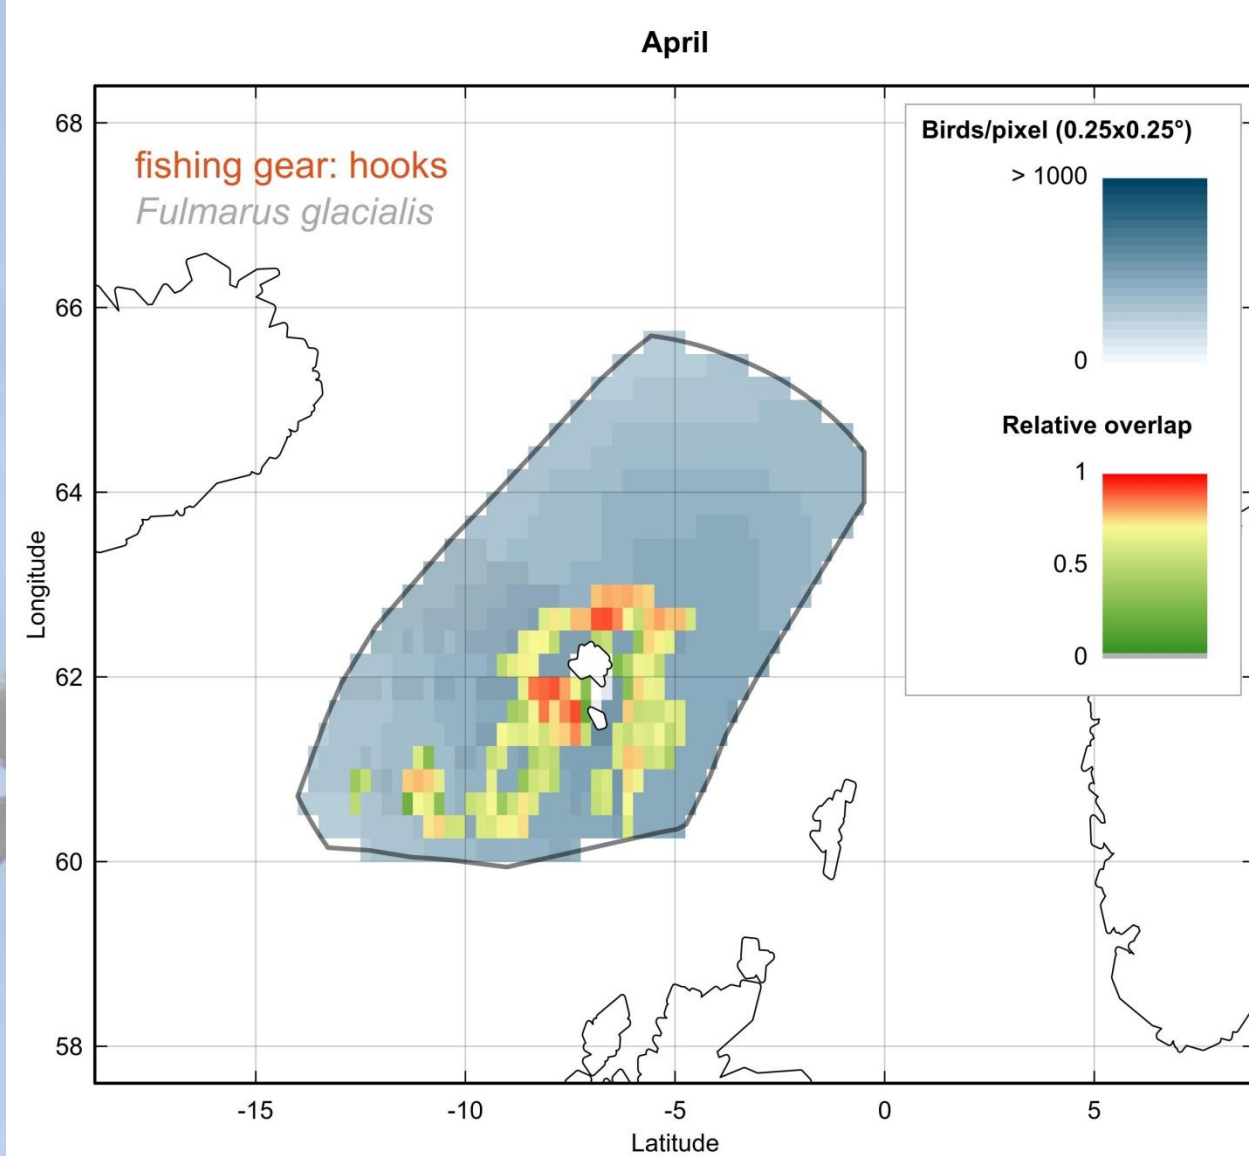 April
fishing gear: hooks
Fulmarus glacialis
Birds/pixel (0.25x0.25°)
> 1000
0
Relative overlap
1
0.5
0
68
66
64
62
60
58
Longitude
-15
-10
-5
0
5
Latitude